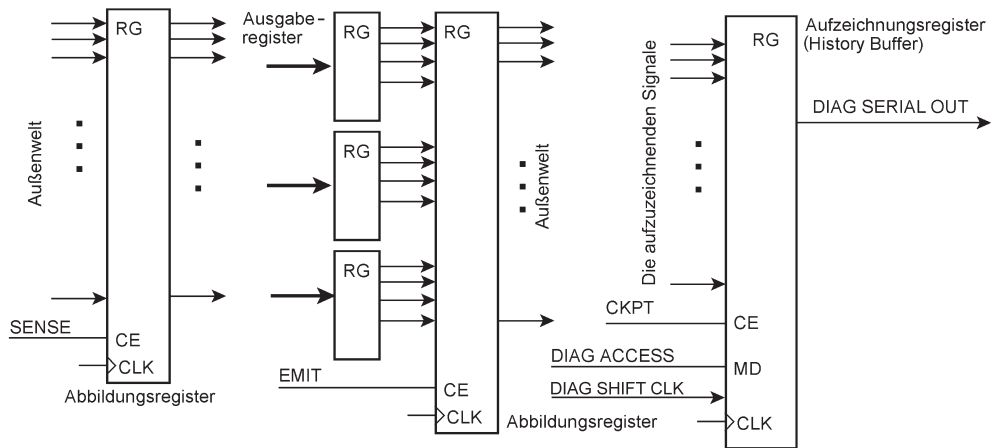 RG
Außenwelt
SENSE
CE
CLK
Abbildungsregister
Ausgabe-
register
RG
RG
RG
RG
Außenwelt
EMIT
CE
CLK
Abbildungsregister
Die aufzuzeichnenden Signale
RG
Aufzeichnungsregister
(History Buffer)
DIAG SERIAL OUT
CKPT
CE
DIAG ACCESS
MD
DIAG SHIFT CLK
CLK